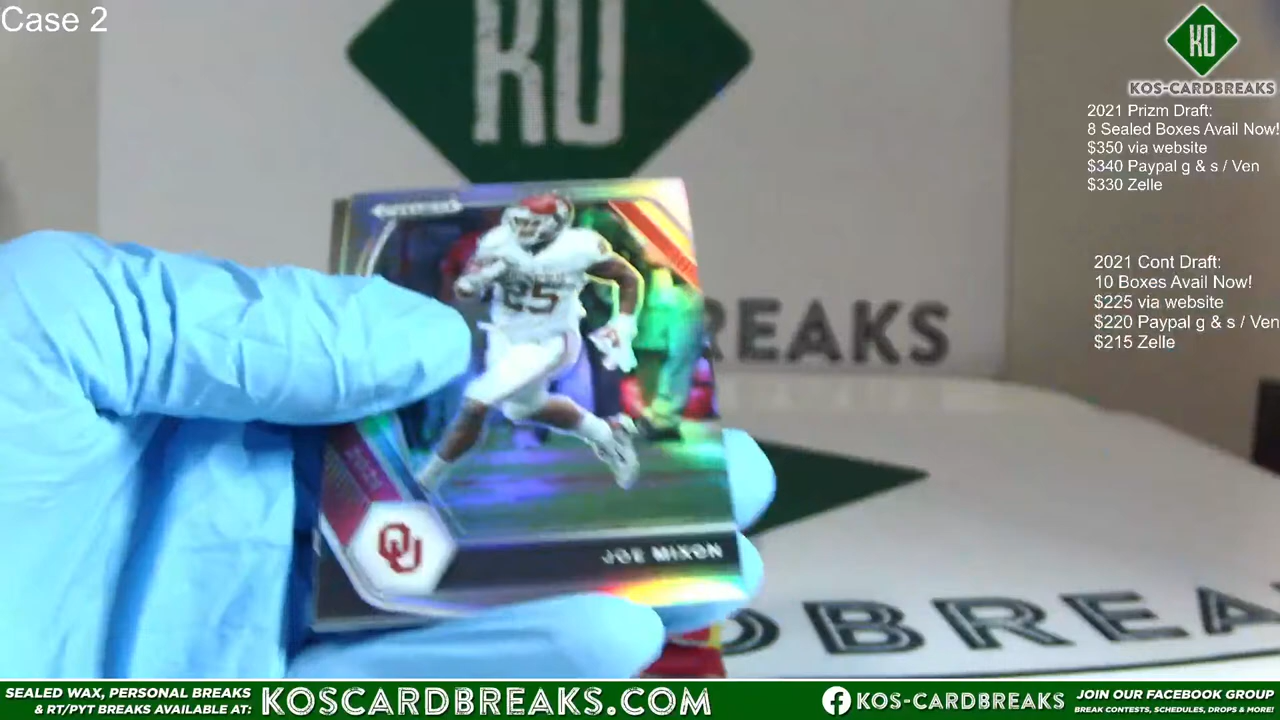 Case 2
KO
KO
KOS-CARDBREAKS
2021 Prizm Draft:
8 Sealed Boxes Avail Now!
$350 via website
$340 Paypal g & s / Ven
$330 Zelle
2021 Cont Draft:
10 Boxes Avail Now!
$225 via website
$220 Paypal g & s / Ven
$215 Zelle
25
REAKS
OU
JOE MIXON
DBREA
SEALED WAX, PERSONAL BREAKS
& RT/PYT BREAKS AVAILABLE AT:
KOSCARDBREAKS.COM
KOS-CARDBREAKS
JOIN OUR FACEBOOK GROUP
BREAK CONTESTS, SCHEDULES, DROPS & MORE!